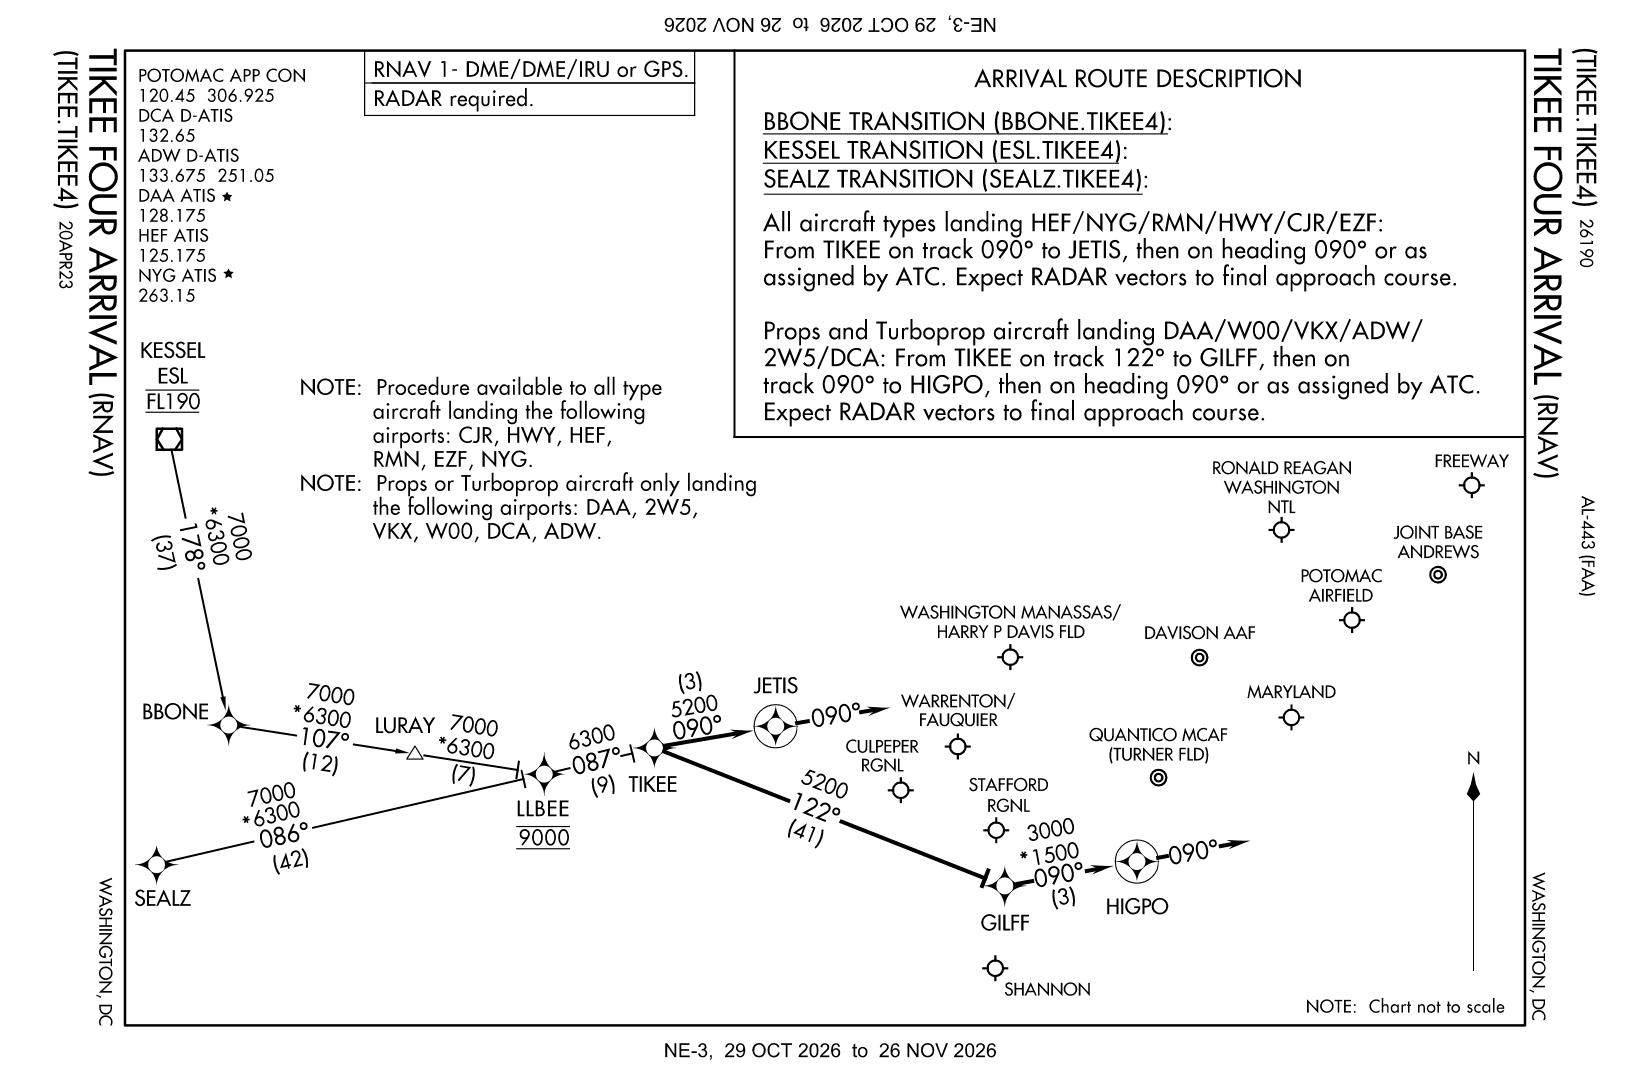 NE-3, 29 OCT 2026 to 26 NOV 2026
TIKEE FOUR ARRIVAL (RNAV)
(TIKEE.TIKEE4) 20APR23
WASHINGTON, DC
POTOMAC APP CON
120.45 306.925
DCA D-ATIS
132.65
ADW D-ATIS
133.675 251.05
DAA ATIS ★
128.175
HEF ATIS
125.175
NYG ATIS ★
263.15
RNAV 1- DME/DME/IRU or GPS.
RADAR required.
ARRIVAL ROUTE DESCRIPTION
BBONE TRANSITION (BBONE.TIKEE4):
KESSEL TRANSITION (ESL.TIKEE4):
SEALZ TRANSITION (SEALZ.TIKEE4):
All aircraft types landing HEF/NYG/RMN/HWY/CJR/EZF:
From TIKEE on track 090° to JETIS, then on heading 090° or as
assigned by ATC. Expect RADAR vectors to final approach course.
Props and Turboprop aircraft landing DAA/W00/VKX/ADW/
2W5/DCA: From TIKEE on track 122° to GILFF, then on
track 090° to HIGPO, then on heading 090° or as assigned by ATC.
Expect RADAR vectors to final approach course.
KESSEL
ESL
FL190
NOTE: Procedure available to all type
aircraft landing the following
airports: CJR, HWY, HEF,
RMN, EZF, NYG.
NOTE: Props or Turboprop aircraft only landing
the following airports: DAA, 2W5,
VKX, W00, DCA, ADW.
7000
*6300
178°
(37)
BBONE
7000
*6300
107°
(12)
LURAY
7000
*6300
(7)
7000
*6300
086°
(42)
SEALZ
LLBEE
9000
6300
087°
(9)
TIKEE
(3)
5200
090°
JETIS
090°
5200
122°
(41)
GILFF
3000
*1500
090°
(3)
HIGPO
090°
RONALD REAGAN
WASHINGTON
NTL
FREEWAY
JOINT BASE
ANDREWS
POTOMAC
AIRFIELD
WASHINGTON MANASSAS/
HARRY P DAVIS FLD
DAVISON AAF
MARYLAND
WARRENTON/
FAUQUIER
CULPEPER
RGNL
QUANTICO MCAF
(TURNER FLD)
STAFFORD
RGNL
SHANNON
N
NOTE: Chart not to scale
TIKEE FOUR ARRIVAL (RNAV)
(TIKEE.TIKEE4) 26190
AL-443 (FAA)
WASHINGTON, DC
NE-3, 29 OCT 2026 to 26 NOV 2026